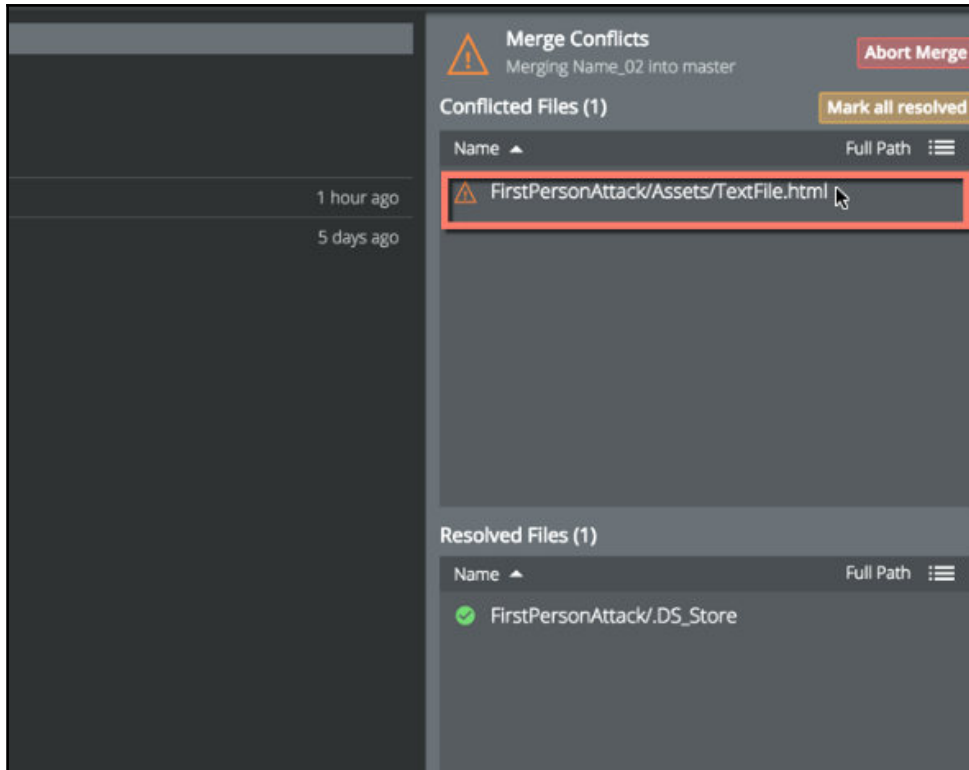 Merge Conflicts
Merging Name_02 into master
Abort Merge
Conflicted Files (1)
Mark all resolved
Name
Full Path
FirstPersonAttack/Assets/TextFile.html
1 hour ago
5 days ago
Resolved Files (1)
Name
Full Path
FirstPersonAttack/.DS_Store